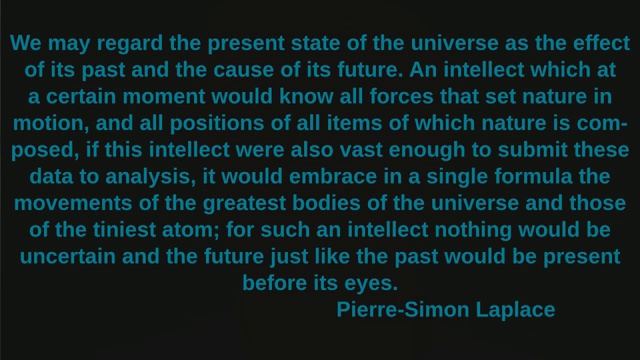 We may regard the present state of the universe as the effect
of its past and the cause of its future. An intellect which at
a certain moment would know all forces that set nature in
motion, and all positions of all items of which nature is com-
posed, if this intellect were also vast enough to submit these
data to analysis, it would embrace in a single formula the
movements of the greatest bodies of the universe and those
of the tiniest atom; for such an intellect nothing would be
uncertain and the future just like the past would be present
before its eyes.
Pierre-Simon Laplace